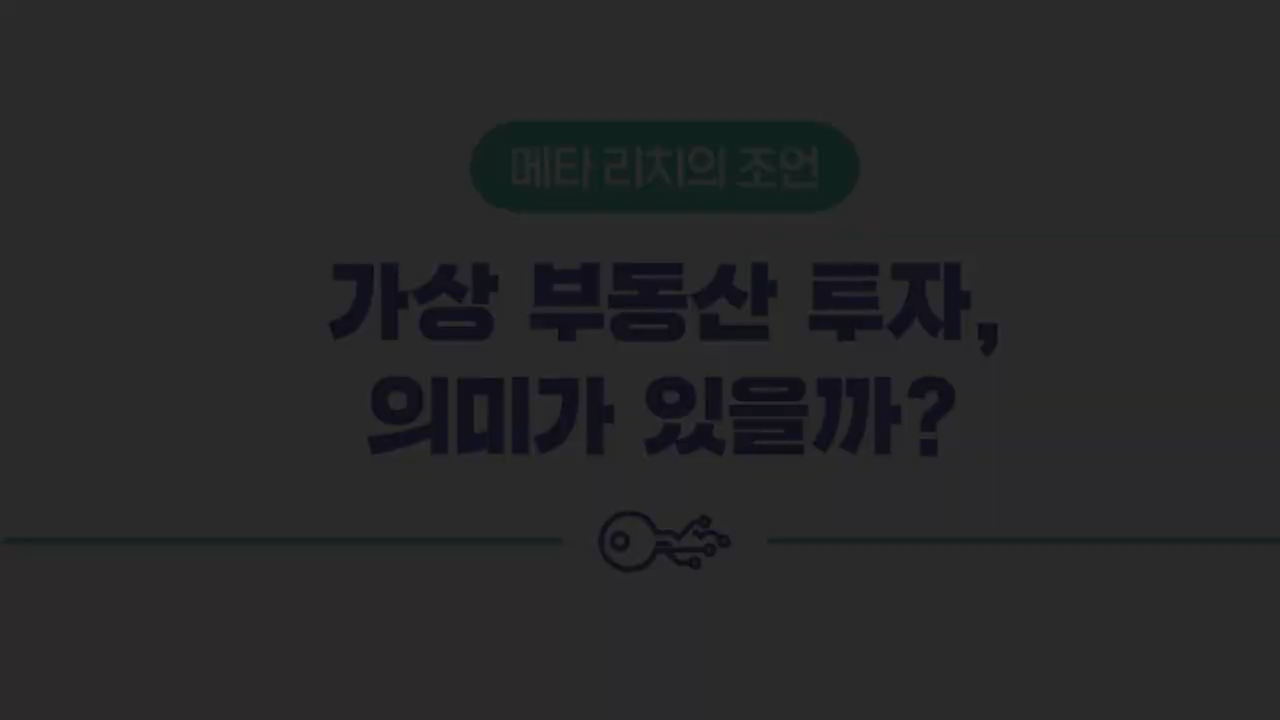 메타 리치의 조언
가상 부동산 투자,
의미가 있을까?